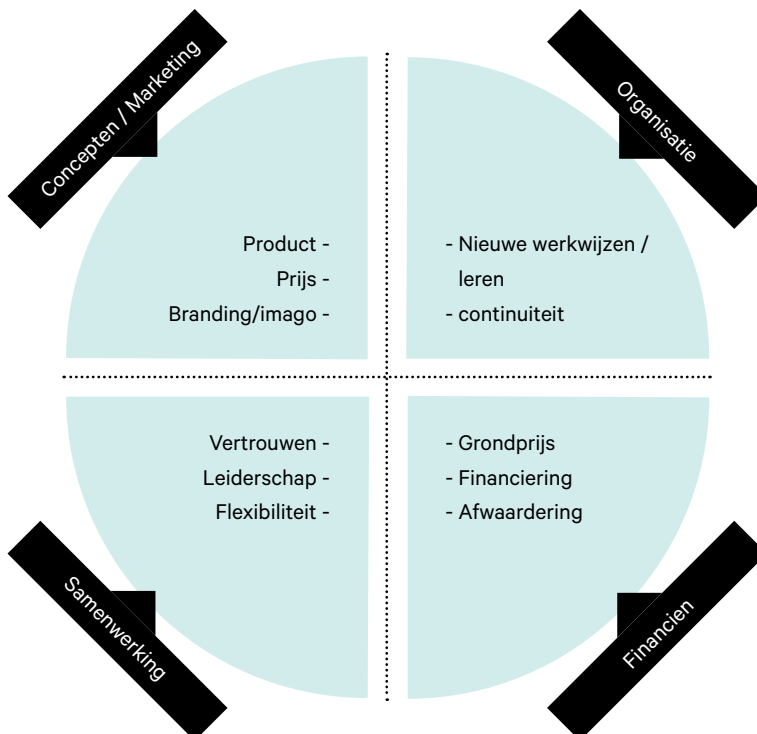 Concepten / Marketing
Product -
Prijs -
Branding/imago -
Organisatie
- Nieuwe werkwijzen /
leren
- continuiteit
Samenwerking
Vertrouwen -
Leiderschap -
Flexibiliteit -
Financien
- Grondprijs
- Financiering
- Afwaardering